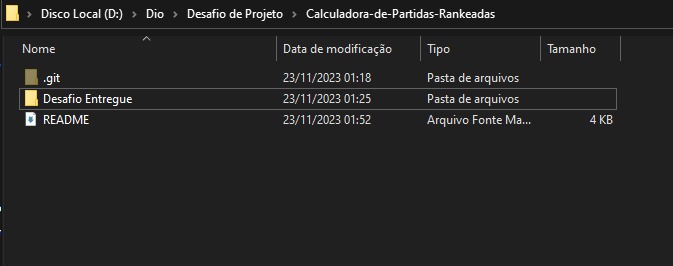 Disco Local (D:) > Dio > Desafio de Projeto > Calculadora-de-Partidas-Rankeadas
Nome Data de modificação Tipo Tamanho
.git 23/11/2023 01:18 Pasta de arquivos
Desafio Entregue 23/11/2023 01:25 Pasta de arquivos
README 23/11/2023 01:52 Arquivo Fonte Ma... 4 KB